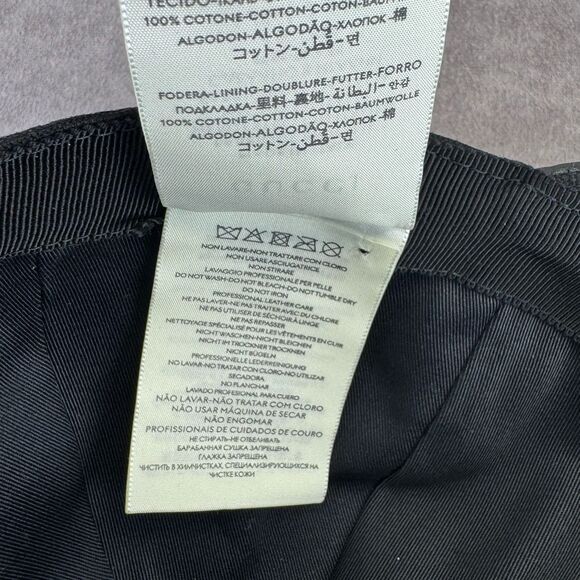 100% COTONE-COTTON-COTON-BAUMWOLLE
ALGODON-ALGODÃO-ХЛОПОК-棉
コットン-قطن-면
FODERA-LINING-DOUBLURE-FUTTER-FORRO
ПОДКЛАДКА-里料-裏地-البطانة-안감
100% COTONE-COTTON-COTON-BAUMWOLLE
ALGODON-ALGODÃO-ХЛОПОК-棉
コットン-قطن-면
GUCCI
NON LAVARE-NON TRATTARE CON CLORO
NON USARE ASCIUGATRICE
NON STIRARE
LAVAGGIO PROFESSIONALE PER PELLE
DO NOT WASH-DO NOT BLEACH-DO NOT TUMBLE DRY
DO NOT IRON
PROFESSIONAL LEATHER CARE
NE PAS LAVER-NE PAS TRAITER AVEC DU CHLORE
NE PAS UTILISER DE SÉCHOIR À LINGE
NE PAS REPASSER
NETTOYAGE SPÉCIALISÉ POUR LES VÊTEMENTS EN CUIR
NICHT WASCHEN-NICHT BLEICHEN
NICHT IM TROCKNER TROCKNEN
NICHT BÜGELN
PROFESSIONELLE LEDERREINIGUNG
NO LAVAR-NO TRATAR CON CLORO-NO UTILIZAR
SECADORA
NO PLANCHAR
LAVADO PROFESIONAL PARA CUERO
NÃO LAVAR-NÃO TRATAR COM CLORO
NÃO USAR MÁQUINA DE SECAR
NÃO ENGOMAR
PROFISSIONAIS DE CUIDADOS DE COURO
НЕ СТИРАТЬ-НЕ ОТБЕЛИВАТЬ
БАРАБАННАЯ СУШКА ЗАПРЕЩЕНА
ГЛАЖКА ЗАПРЕЩЕНА
ЧИСТИТЬ В ХИМЧИСТКАХ, СПЕЦИАЛИЗИРУЮЩИХСЯ НА
ЧИСТКЕ КОЖИ